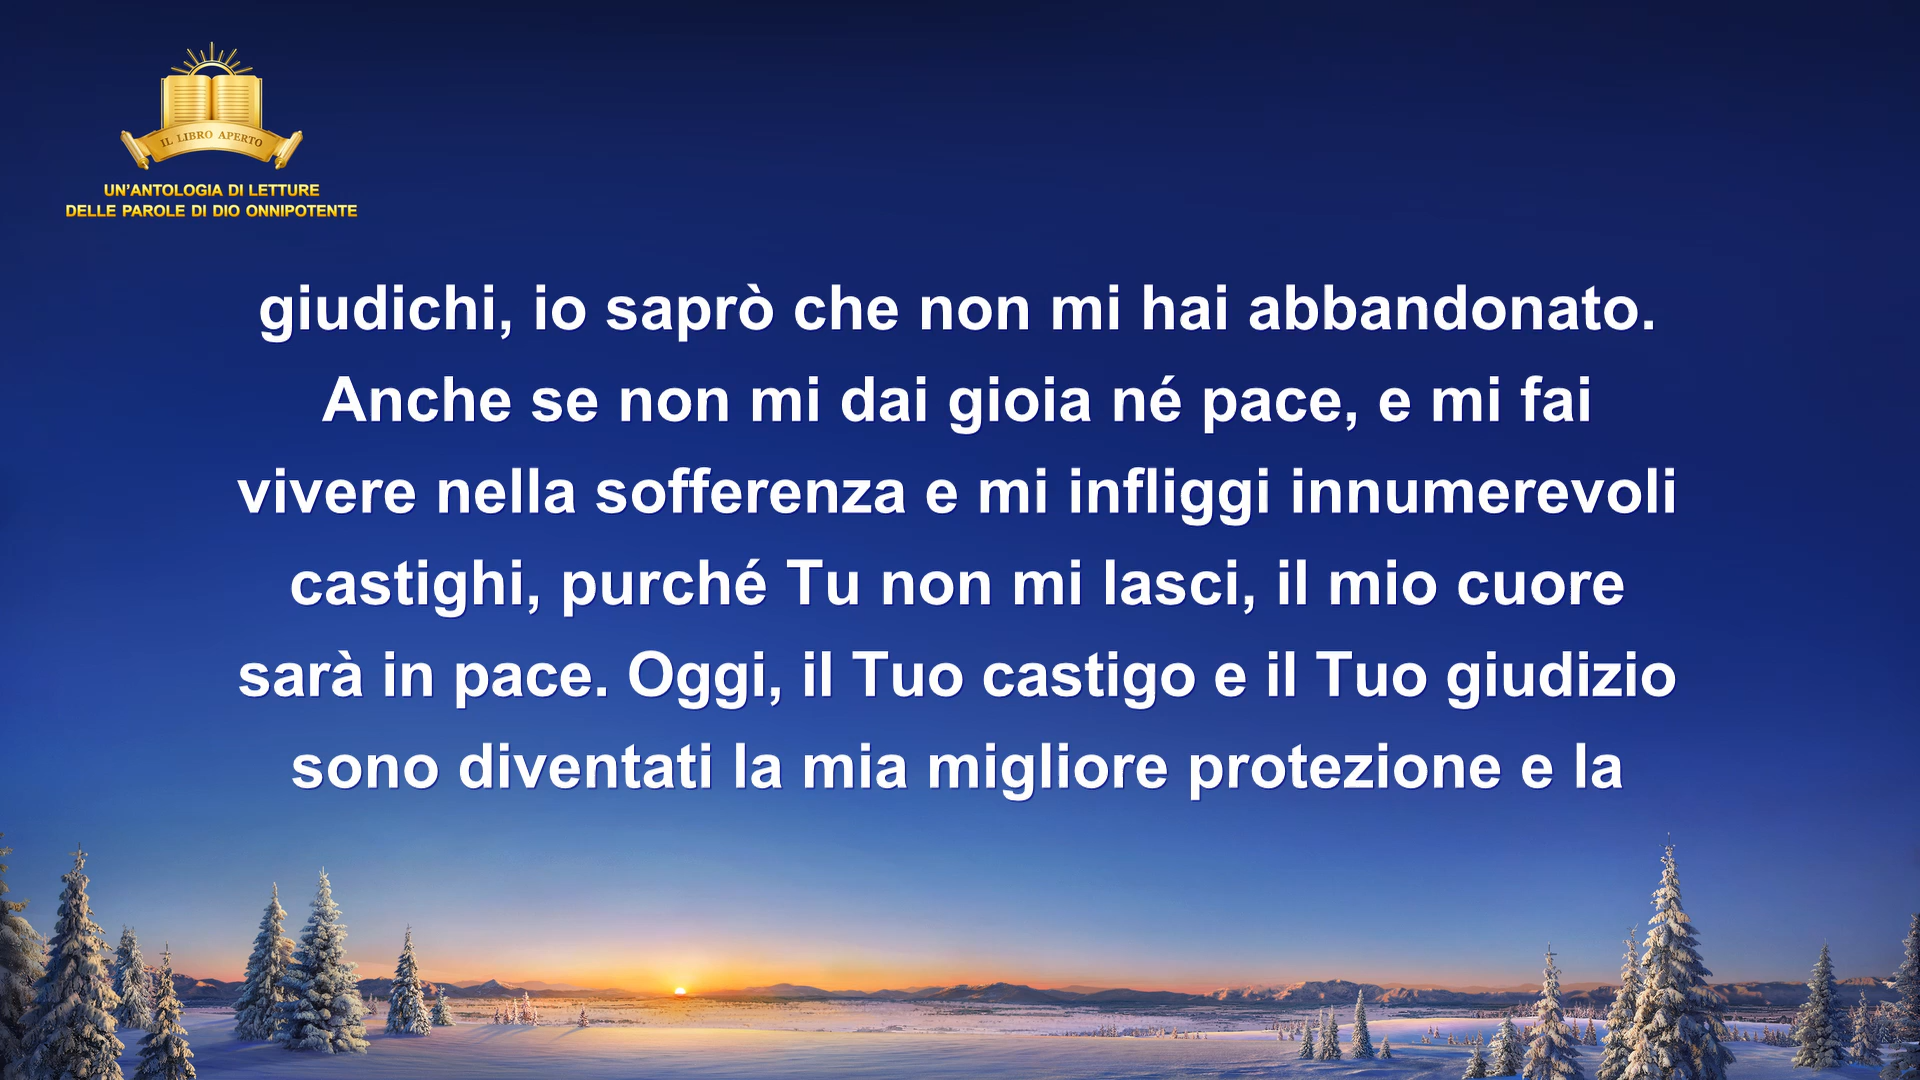 IL LIBRO APERTO
UN'ANTOLOGIA DI LETTURE
DELLE PAROLE DI DIO ONNIPOTENTE
giudichi, io saprò che non mi hai abbandonato.
Anche se non mi dai gioia né pace, e mi fai
vivere nella sofferenza e mi infliggi innumerevoli
castighi, purché Tu non mi lasci, il mio cuore
sarà in pace. Oggi, il Tuo castigo e il Tuo giudizio
sono diventati la mia migliore protezione e la